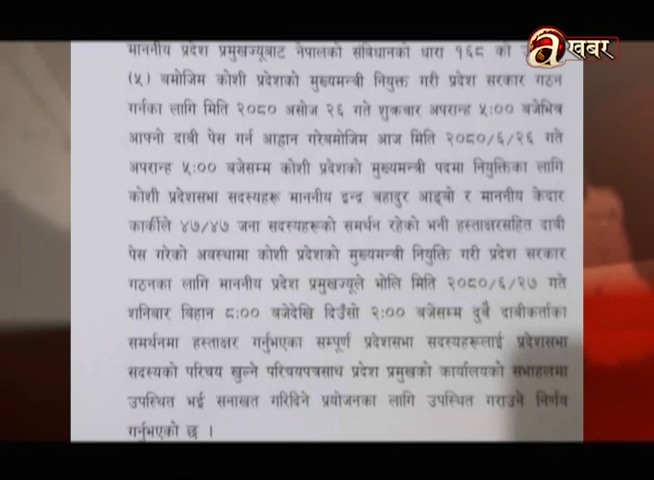 खबर
माननीय प्रदेश प्रमुखज्यूबाट नेपालको संविधानको धारा १६८ को
(५) बमोजिम कोशी प्रदेशको मुख्यमन्त्री नियुक्त गरी प्रदेश सरकार गठन
गर्नका लागि मिति २०८० असोज २६ गते शुक्रबार अपरान्ह ५:०० बजेभित्र
आफ्नो दाबी पेस गर्न आह्वान गरेबमोजिम आज मिति २०८०/६/२६ गते
अपरान्ह ५:०० बजेसम्म कोशी प्रदेशको मुख्यमन्त्री पदमा नियुक्तिका लागि
कोशी प्रदेशसभा सदस्यहरू माननीय इन्द्र बहादुर आङ्बो र माननीय केदार
कार्कीले ४७/४७ जना सदस्यहरूको समर्थन रहेको भनी हस्ताक्षरसहित दाबी
पेस गरेको अवस्थामा कोशी प्रदेशको मुख्यमन्त्री नियुक्ति गरी प्रदेश सरकार
गठनका लागि माननीय प्रदेश प्रमुखज्यूले भोलि मिति २०८०/६/२७ गते
शनिबार बिहान ८:०० बजेदेखि दिउँसो २:०० बजेसम्म दुवै दाबीकर्ताका
समर्थनमा हस्ताक्षर गर्नुभएका सम्पूर्ण प्रदेशसभा सदस्यहरूलाई प्रदेशसभा
सदस्यको परिचय खुल्ने परिचयपत्रसाथ प्रदेश प्रमुखको कार्यालयको सभाहलमा
उपस्थित भई सनाखत गरिदिने प्रयोजनका लागि उपस्थित गराउने निर्णय
गर्नुभएको छ ।